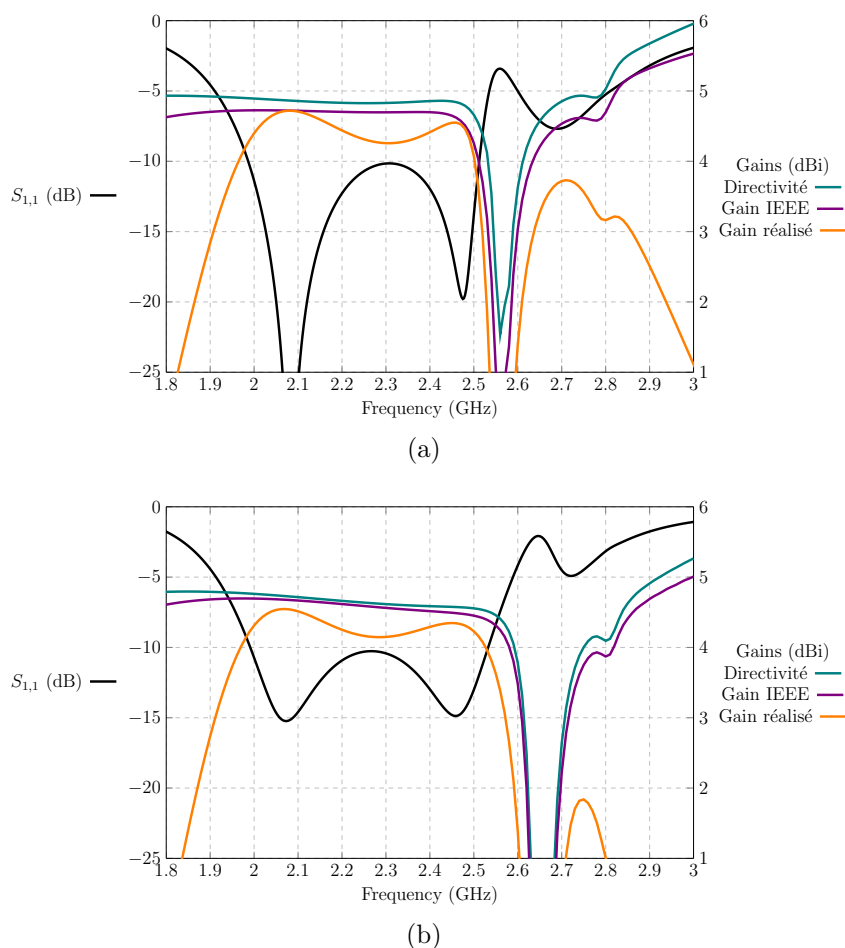 0
−5
−10
−15
−20
−25
6
5
4
3
2
1
1.8 1.9 2 2.1 2.2 2.3 2.4 2.5 2.6 2.7 2.8 2.9 3
Frequency (GHz)
S1,1 (dB)
Gains (dBi)
Directivité
Gain IEEE
Gain réalisé
(a)
0
−5
−10
−15
−20
−25
6
5
4
3
2
1
1.8 1.9 2 2.1 2.2 2.3 2.4 2.5 2.6 2.7 2.8 2.9 3
Frequency (GHz)
S1,1 (dB)
Gains (dBi)
Directivité
Gain IEEE
Gain réalisé
(b)